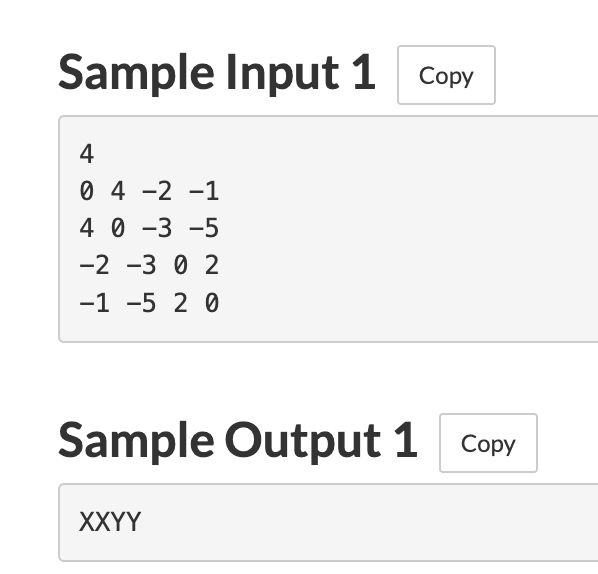 Sample Input 1 Copy
4
0 4 -2 -1
4 0 -3 -5
-2 -3 0 2
-1 -5 2 0
Sample Output 1 Copy
XXYY